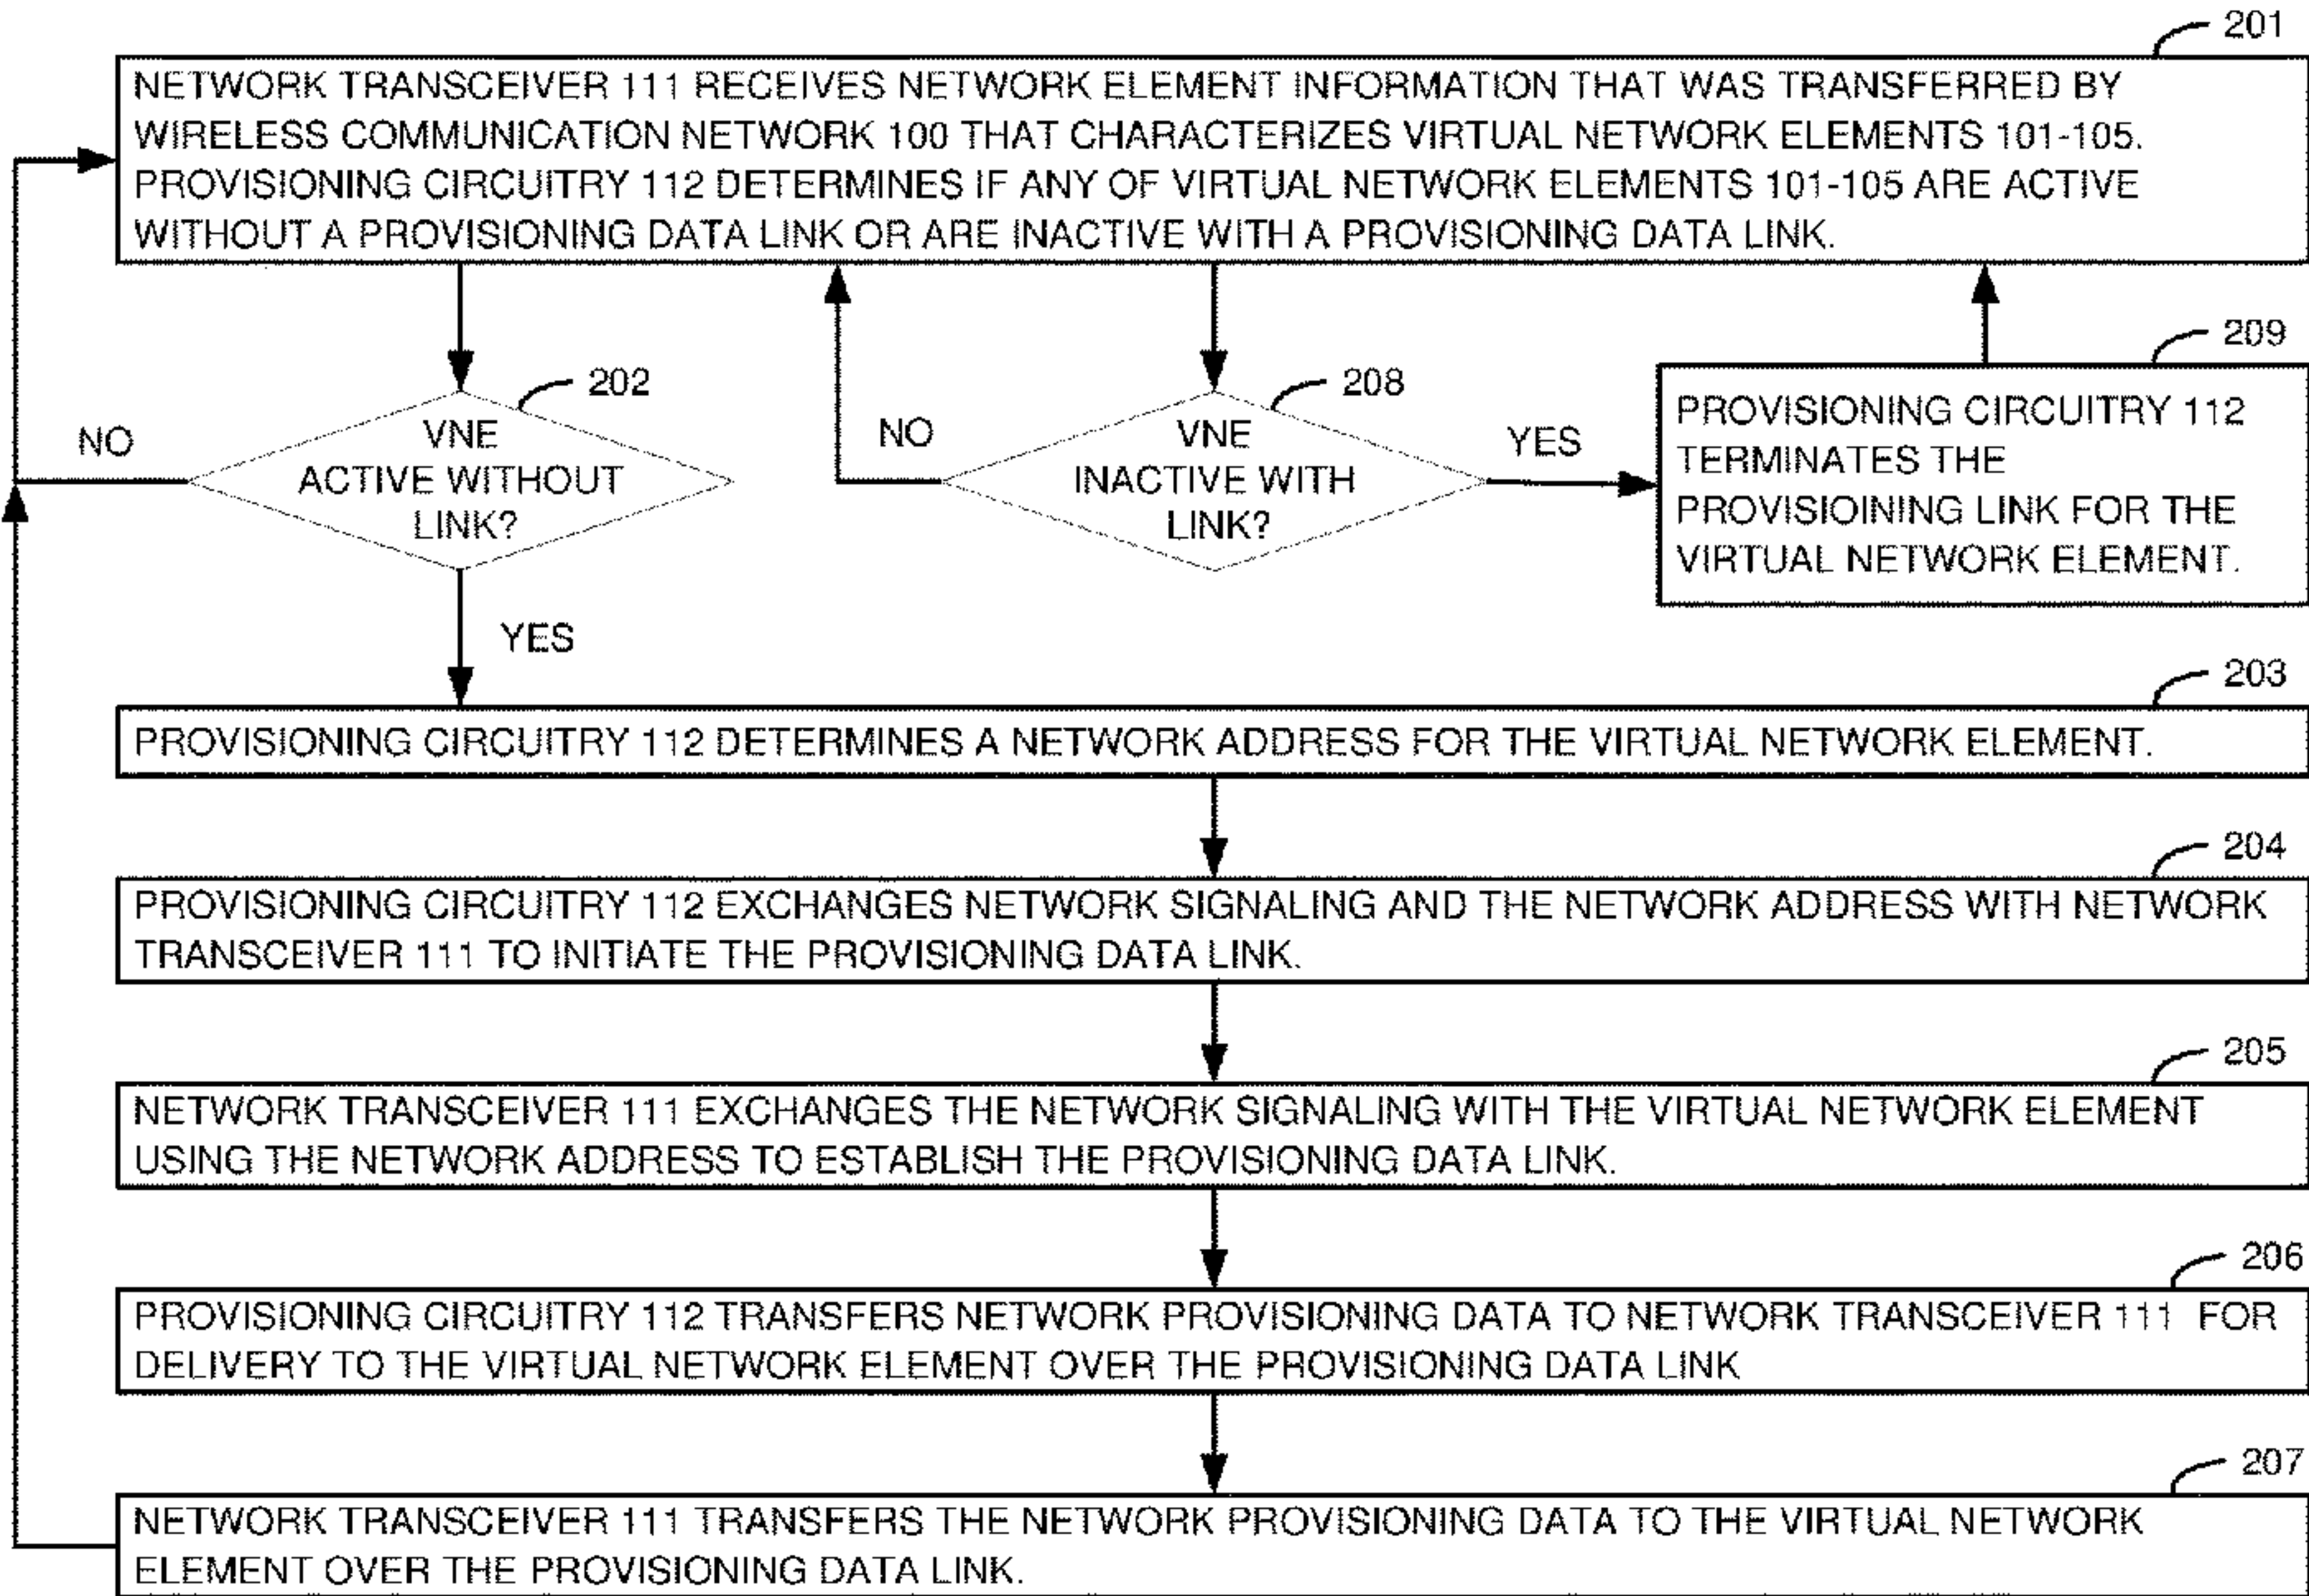 201
NETWORK TRANSCEIVER 111 RECEIVES NETWORK ELEMENT INFORMATION THAT WAS TRANSFERRED BY
WIRELESS COMMUNICATION NETWORK 100 THAT CHARACTERIZES VIRTUAL NETWORK ELEMENTS 101-105.
PROVISIONING CIRCUITRY 112 DETERMINES IF ANY OF VIRTUAL NETWORK ELEMENTS 101-105 ARE ACTIVE
WITHOUT A PROVISIONING DATA LINK OR ARE INACTIVE WITH A PROVISIONING DATA LINK.
202
NO
VNE
ACTIVE WITHOUT
LINK?
YES
208
NO
VNE
INACTIVE WITH
LINK?
YES
209
PROVISIONING CIRCUITRY 112
TERMINATES THE
PROVISIOINING LINK FOR THE
VIRTUAL NETWORK ELEMENT.
203
PROVISIONING CIRCUITRY 112 DETERMINES A NETWORK ADDRESS FOR THE VIRTUAL NETWORK ELEMENT.
204
PROVISIONING CIRCUITRY 112 EXCHANGES NETWORK SIGNALING AND THE NETWORK ADDRESS WITH NETWORK
TRANSCEIVER 111 TO INITIATE THE PROVISIONING DATA LINK.
205
NETWORK TRANSCEIVER 111 EXCHANGES THE NETWORK SIGNALING WITH THE VIRTUAL NETWORK ELEMENT
USING THE NETWORK ADDRESS TO ESTABLISH THE PROVISIONING DATA LINK.
206
PROVISIONING CIRCUITRY 112 TRANSFERS NETWORK PROVISIONING DATA TO NETWORK TRANSCEIVER 111 FOR
DELIVERY TO THE VIRTUAL NETWORK ELEMENT OVER THE PROVISIONING DATA LINK
207
NETWORK TRANSCEIVER 111 TRANSFERS THE NETWORK PROVISIONING DATA TO THE VIRTUAL NETWORK
ELEMENT OVER THE PROVISIONING DATA LINK.